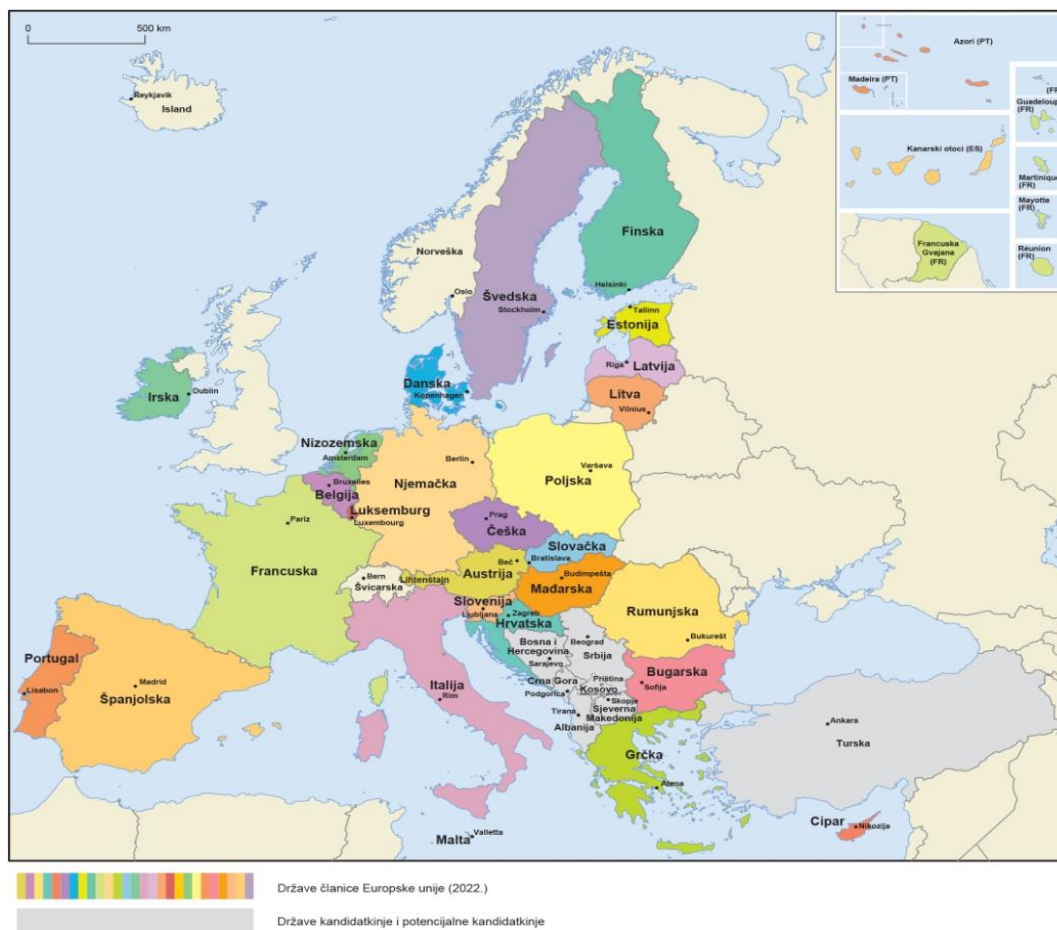 0 500 km
Reykjavik
Island
Azori (PT)
Madeira (PT)
(FR)
Guadeloup
(FR)
Kanarski otoci (ES)
Martinique
(FR)
Mayotte
(FR)
Francuska
Gvajana
(FR)
Réunion
(FR)
Finska
Norveška
Helsinki
Oslo
Švedska
Stockholm
Tallinn
Estonija
Riga
Latvija
Danska
Kopenhagen
Litva
Vilnius
Dublin
Irska
Nizozemska
Amsterdam
Berlin
Varšava
Poljska
Njemačka
Bruxelles
Belgija
Luksemburg
Luxembourg
Pariz
Prag
Češka
Slovačka
Bratislava
Beč
Austrija
Budimpešta
Mađarska
Francuska
Bern
Švicarska
Lihtenštajn
Slovenija
Ljubljana
Zagreb
Hrvatska
Rumunjska
Bukurešt
Bosna i
Hercegovina
Sarajevo
Beograd
Srbija
Portugal
Lisabon
Madrid
Španjolska
Italija
Rim
Crna Gora
Podgorica
Priština
Kosovo
Bugarska
Sofija
Skopje
Sjeverna
Makedonija
Tirana
Albanija
Ankara
Turska
Grčka
Atena
Malta
Valletta
Cipar
Nikozija
Države članice Europske unije (2022.)
Države kandidatkinje i potencijalne kandidatkinje